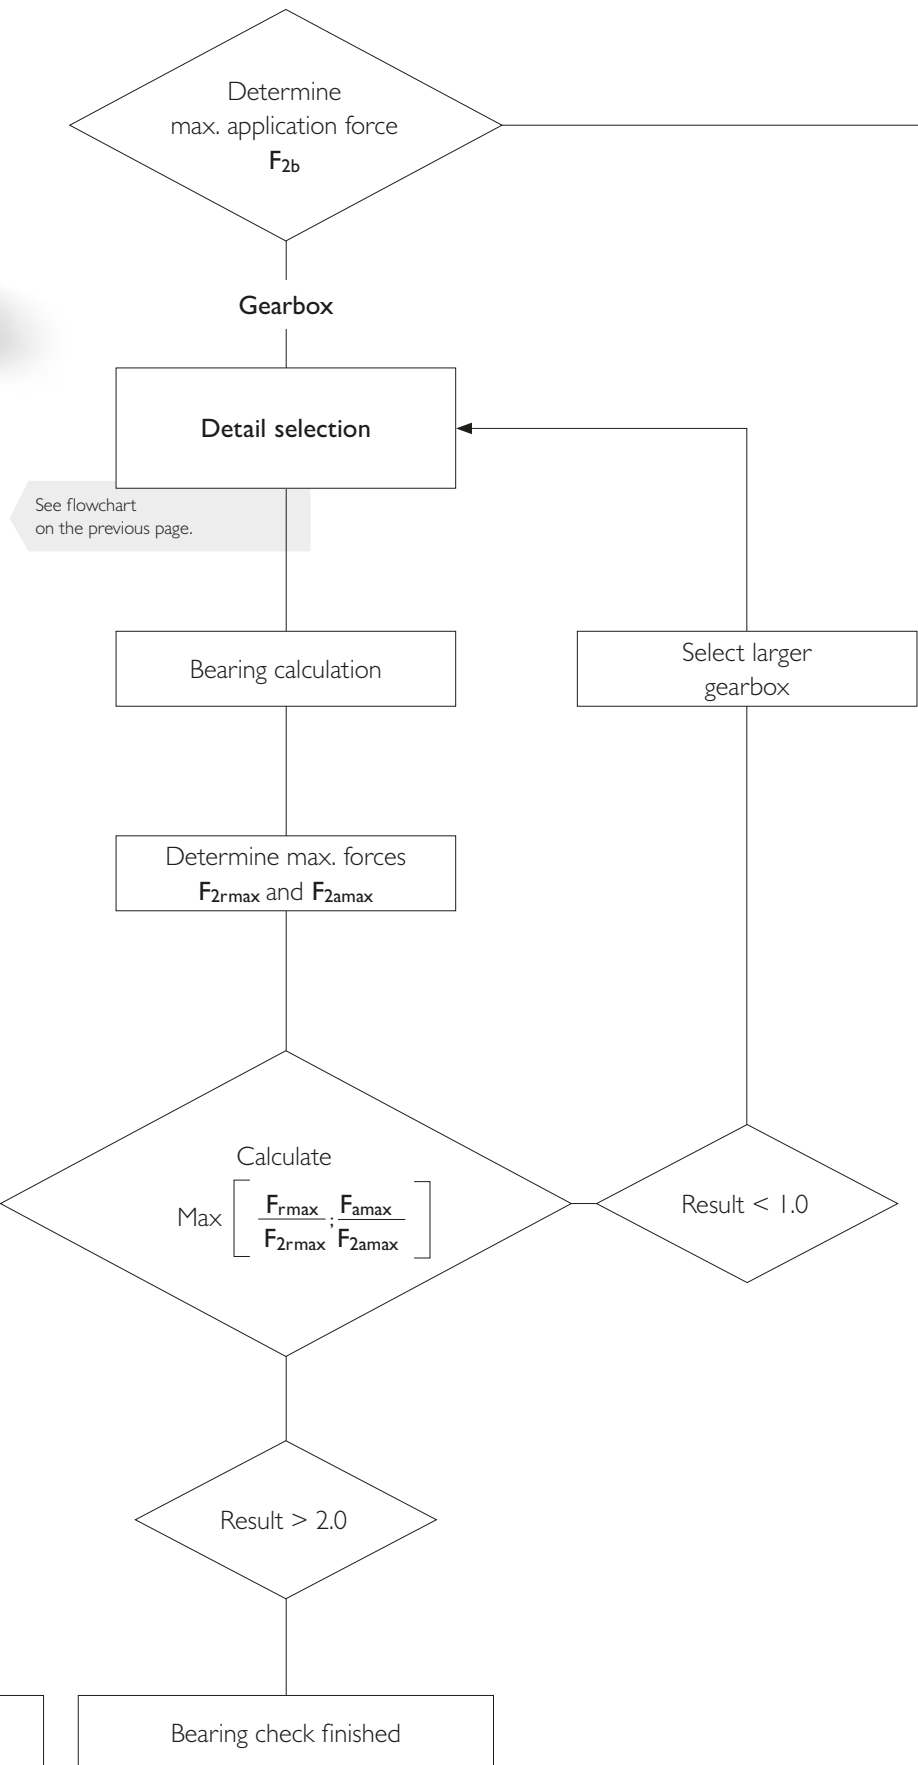 Determine
max. application force
F2b
Gearbox
Detail selection
See flowchart
on the previous page.
Bearing calculation
Select larger
gearbox
Determine max. forces
F2rmax and F2amax
Calculate
Max [ Frmax/F2rmax ; Famax/F2amax ]
Result < 1.0
Result > 2.0
Bearing check finished